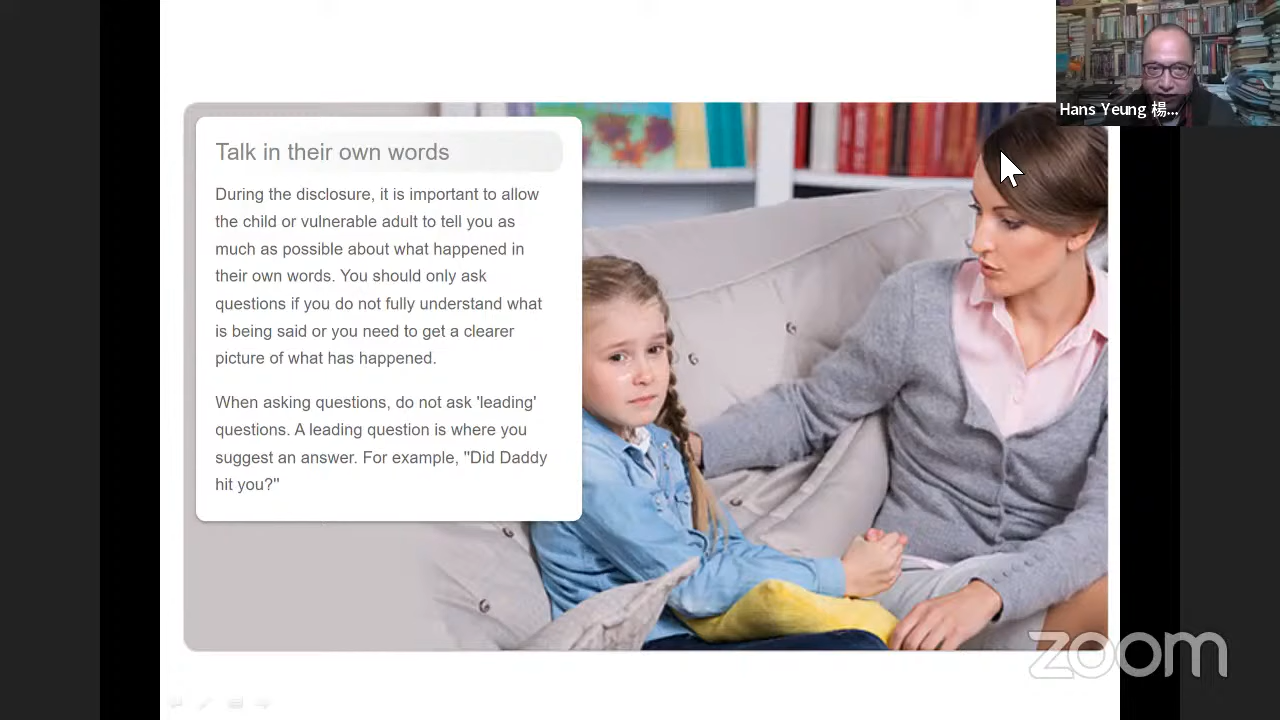 Hans Yeung 楊...
Talk in their own words
During the disclosure, it is important to allow
the child or vulnerable adult to tell you as
much as possible about what happened in
their own words. You should only ask
questions if you do not fully understand what
is being said or you need to get a clearer
picture of what has happened.
When asking questions, do not ask 'leading'
questions. A leading question is where you
suggest an answer. For example, "Did Daddy
hit you?"
zoom